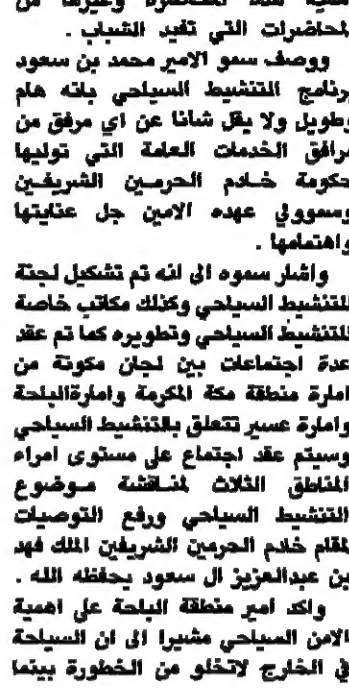 اهمية هذه المحاضرة وغيرها من
المحاضرات التي تفيد الشباب .
ووصف سمو الامير محمد بن سعود
برنامج التنشيط السياحي بانه هام
وطويل ولا يقل شانا عن اي مرفق من
مرافق الخدمات العامة التي توليها
حكومة خادم الحرمين الشريفين
وسموولي عهده الامين جل عنايتها
واهتمامها .
واشار سموه الى انه تم تشكيل لجنة
للتنشيط السياحي وكذلك مكاتب خاصة
للتنشيط السياحي وتطويره كما تم عقد
عدة اجتماعات بين لجان مكونة من
امارة منطقة مكة المكرمة وامارةالباحة
وامارة عسير تتعلق بالتنشيط السياحي
وسيتم عقد اجتماع على مستوى امراء
المناطق الثلاث لمناقشة موضوع
التنشيط السياحي ورفع التوصيات
لمقام خادم الحرمين الشريفين الملك فهد
بن عبدالعزيز ال سعود يحفظه الله .
واكد امير منطقة الباحة على اهمية
الامن السياحي مشيرا الى ان السياحة
في الخارج لاتخلو من الخطورة بينما